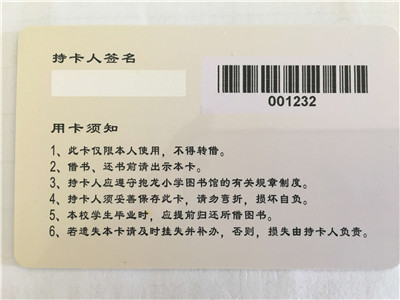 持卡人签名
001232
用卡须知
1、此卡仅限本人使用，不得转借。
2、借书、还书前请出示本卡。
3、持卡人应遵守抱龙小学图书馆的有关规章制度。
4、持卡人须妥善保存此卡，请勿弯折，损坏自负。
5、本校学生毕业时，应提前归还所借图书。
6、若遗失本卡请及时挂失并补办，否则，损失由持卡人负责。